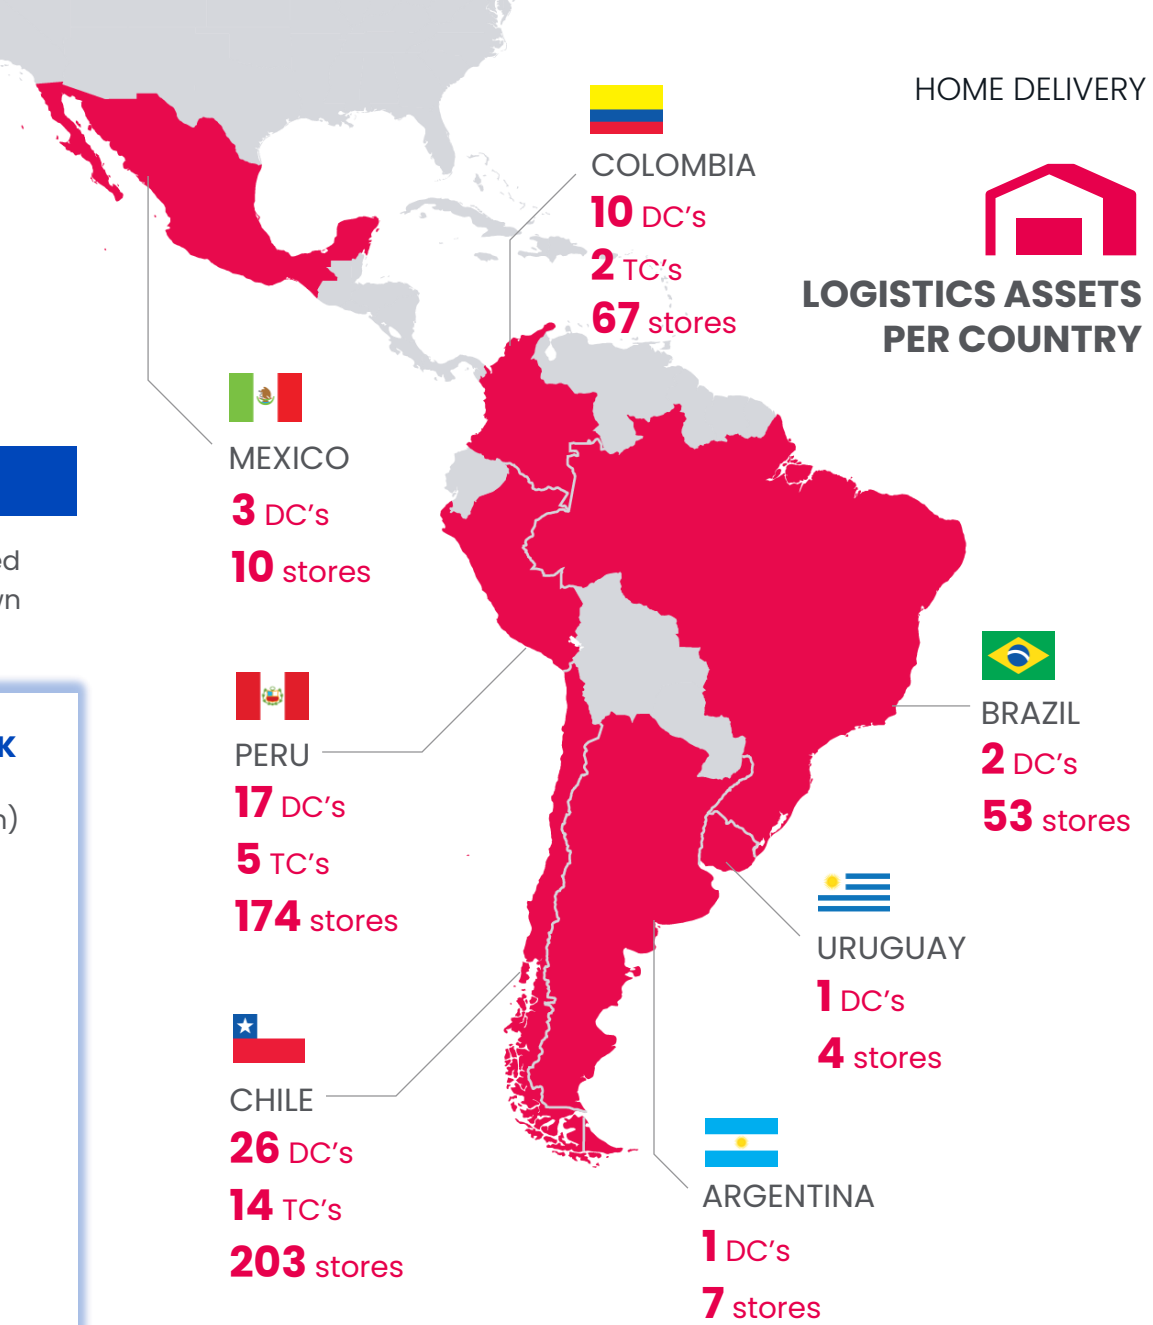 HOME DELIVERY
LOGISTICS ASSETS
PER COUNTRY
COLOMBIA
10 DC’s
2 TC’s
67 stores
MEXICO
3 DC’s
10 stores
ed
vn
K
n)
PERU
17 DC’s
5 TC’s
174 stores
BRAZIL
2 DC’s
53 stores
URUGUAY
1 DC’s
4 stores
CHILE
26 DC’s
14 TC’s
203 stores
ARGENTINA
1 DC’s
7 stores